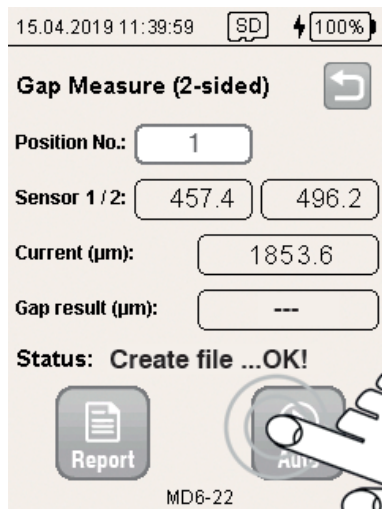 15.04.2019 11:39:59 SD 100%
Gap Measure (2-sided)
Position No.: 1
Sensor 1 / 2: 457.4 496.2
Current (µm): 1853.6
Gap result (µm): ---
Status: Create file ...OK!
Report Auto
MD6-22